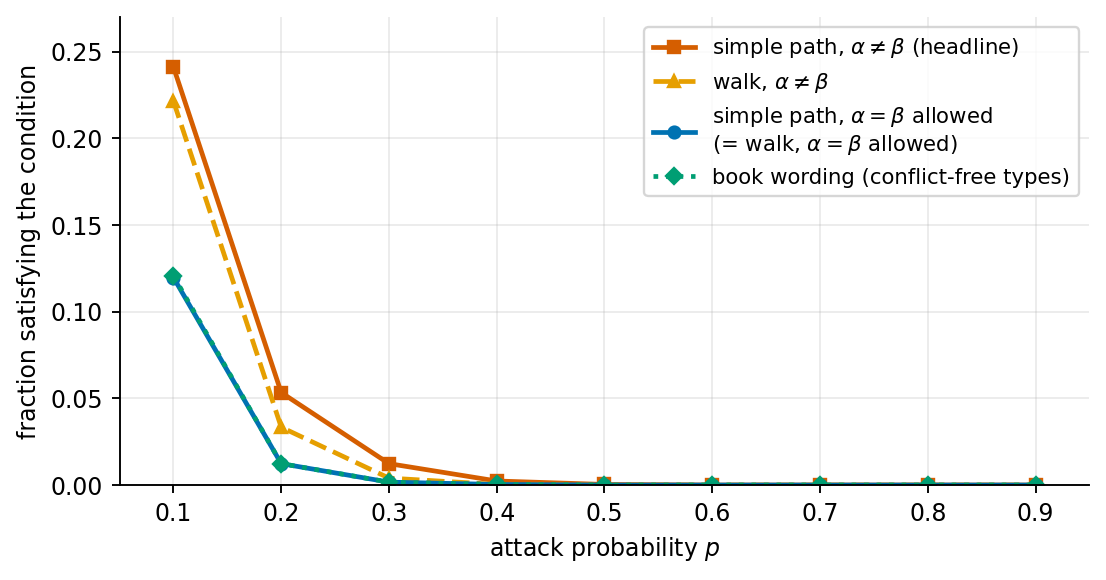 fraction satisfying the condition
0.25
0.20
0.15
0.10
0.05
0.00
simple path, α ≠ β (headline)
walk, α ≠ β
simple path, α = β allowed
(= walk, α = β allowed)
book wording (conflict-free types)
0.1 0.2 0.3 0.4 0.5 0.6 0.7 0.8 0.9
attack probability p